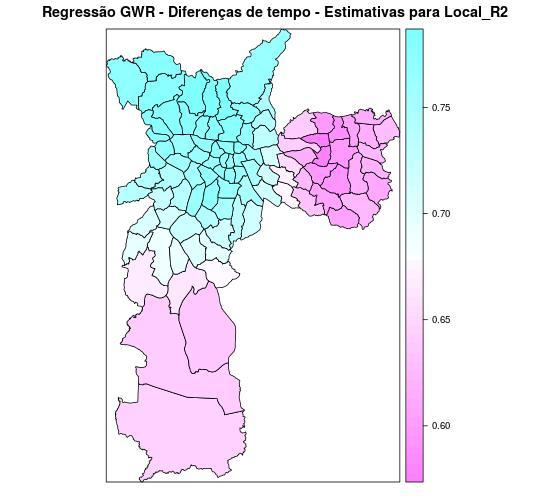 Regressão GWR - Diferenças de tempo - Estimativas para Local_R2
0.75
0.70
0.65
0.60